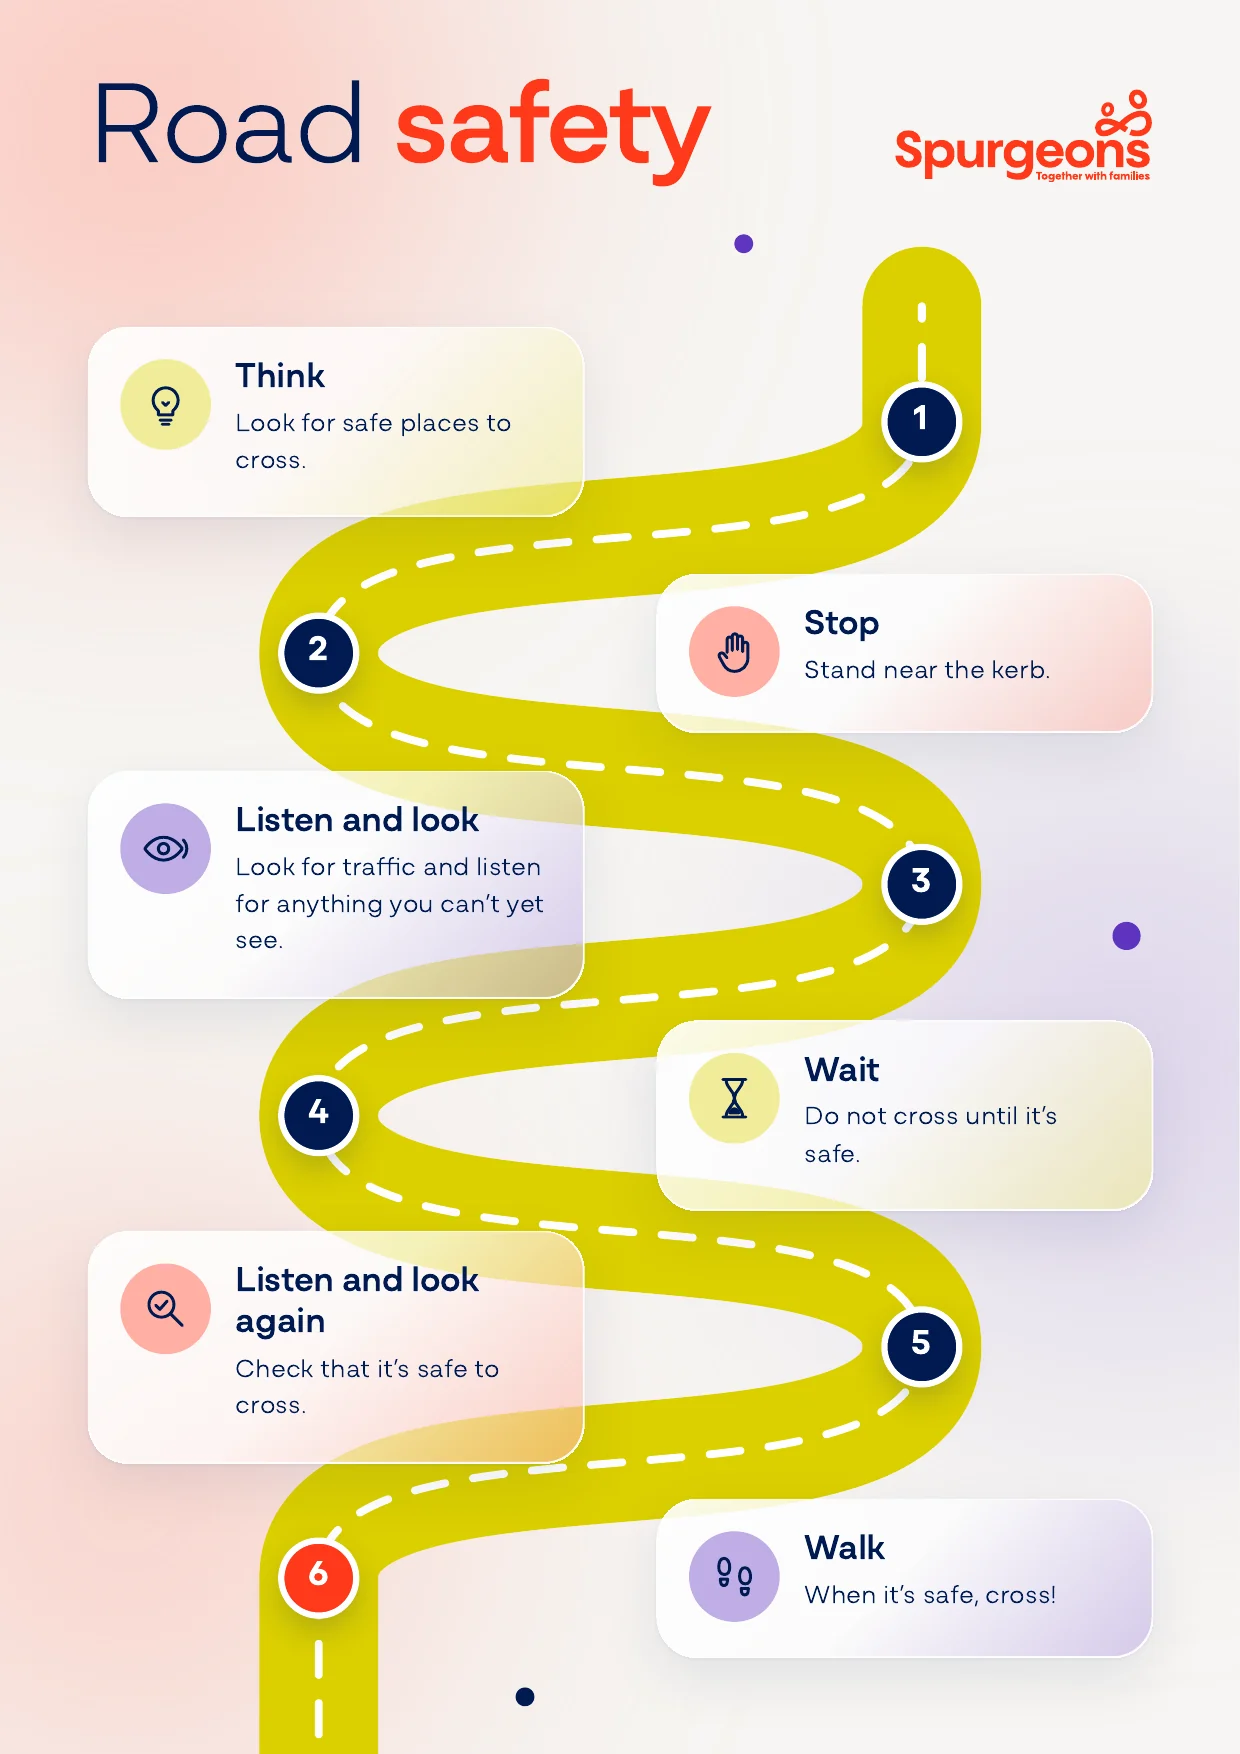 Road safety
Spurgeons
Together with families
1
Think
Look for safe places to
cross.
2
Stop
Stand near the kerb.
3
Listen and look
Look for traffic and listen
for anything you can’t yet
see.
4
Wait
Do not cross until it’s
safe.
5
Listen and look
again
Check that it’s safe to
cross.
6
Walk
When it’s safe, cross!